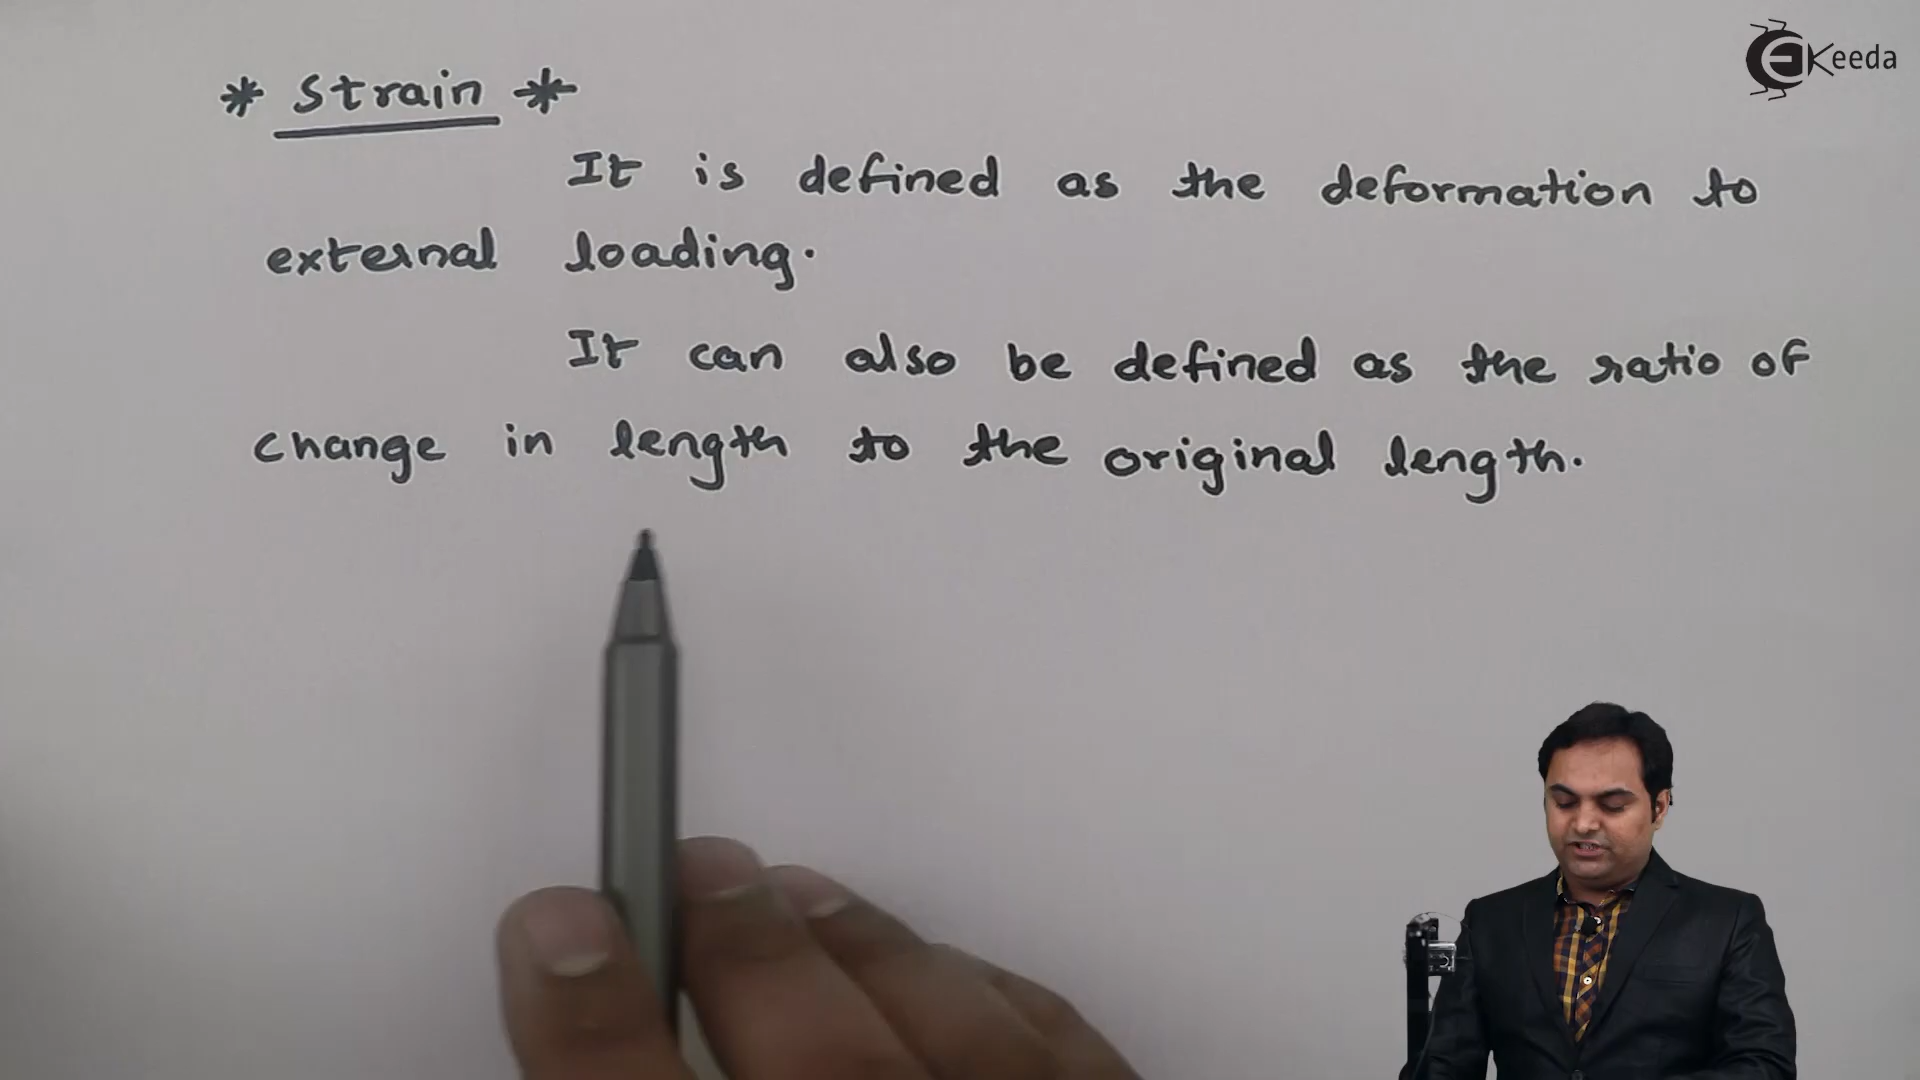 * Strain *
It is defined as the deformation to
external loading.
It can also be defined as the ratio of
change in length to the original length.
EKeeda